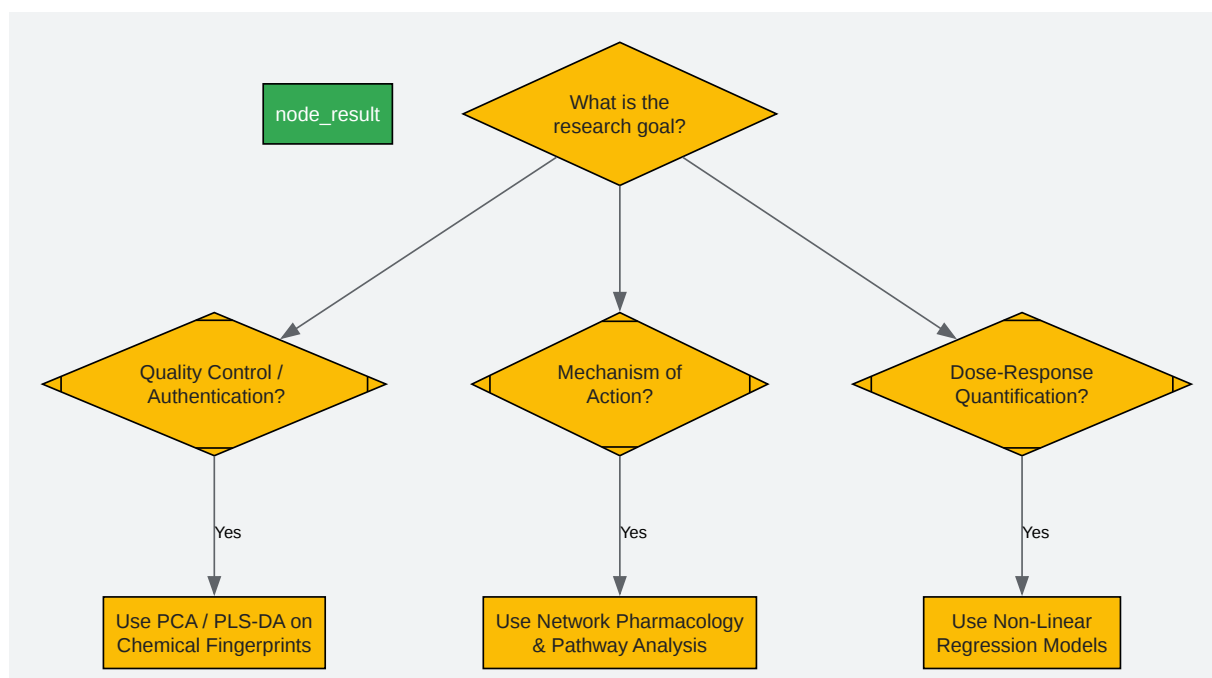 What is the
research goal?
node_result
Quality Control /
Authentication?
Mechanism of
Action?
Dose-Response
Quantification?
Yes
Yes
Yes
Use PCA / PLS-DA on
Chemical Fingerprints
Use Network Pharmacology
& Pathway Analysis
Use Non-Linear
Regression Models